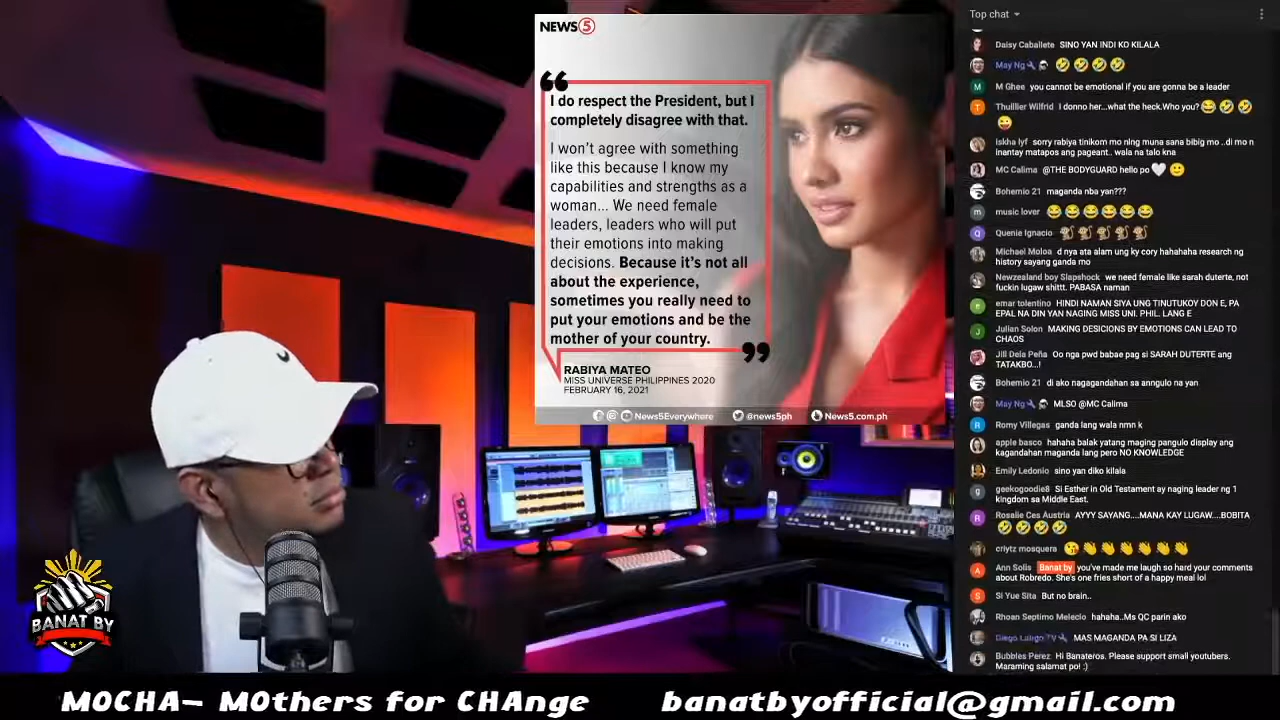 NEWS5
I do respect the President, but I
completely disagree with that.
I won't agree with something
like this because I know my
capabilities and strengths as a
woman... We need female
leaders, leaders who will put
their emotions into making
decisions. Because it's not all
about the experience,
sometimes you really need to
put your emotions and be the
mother of your country.
RABIYA MATEO
MISS UNIVERSE PHILIPPINES 2020
FEBRUARY 16, 2021
News5Everywhere @news5ph News5.com.ph
Top chat
Daisy Caballete SINO YAN INDI KO KILALA
May Ng
M Ghee you cannot be emotional if you are gonna be a leader
Thuillier Wilfrid I donno her...what the heck.Who you?
Iskha lyf sorry rabiya tinikom mo ning muna sana bibig mo ..di mo n
inantay matapos ang pageant.. wala na talo kna
MC Calima @THE BODYGUARD hello po
Bohemio 21 maganda nba yan???
music lover
Quenie Ignacio
Michael Moloa d nya ata alam ung ky cory hahahaha research ng
history sayang ganda mo
Newzealand boy Slapshock we need female like sarah duterte, not
fuckin lugaw shittt. PABASA naman
emar tolentino HINDI NAMAN SIYA UNG TINUTUKOY DON E, PA
EPAL NA DIN YAN NAGING MISS UNI. PHIL. LANG E
Julian Solon MAKING DESICIONS BY EMOTIONS CAN LEAD TO
CHAOS
Jill Dela Peña Oo nga pwd babae pag si SARAH DUTERTE ang
TATAKBO...!
Bohemio 21 di ako nagagandahan sa anngulo na yan
May Ng MLSO @MC Calima
Romy Villegas ganda lang wala nmn k
apple basco hahaha balak yatang maging pangulo display ang
kagandahan maganda lang pero NO KNOWLEDGE
Emily Ledonio sino yan diko kilala
geekogoodie8 Si Esther in Old Testament ay naging leader ng 1
kingdom sa Middle East.
Rosalie Ces Austria AYYY SAYANG....MANA KAY LUGAW....BOBITA
criytz mosquera
Ann Solis Banat by you've made me laugh so hard your comments
about Robredo. She's one fries short of a happy meal lol
Si Yue Sita But no brain..
Rhoan Septimo Melecio hahaha..Ms QC parin ako
MAS MAGANDA PA SI LIZA
Bubbles Perez Hi Banateros. Please support small youtubers.
Maraming salamat po! :)
BANAT BY
MOCHA- MOthers for CHAnge banatbyofficial@gmail.com